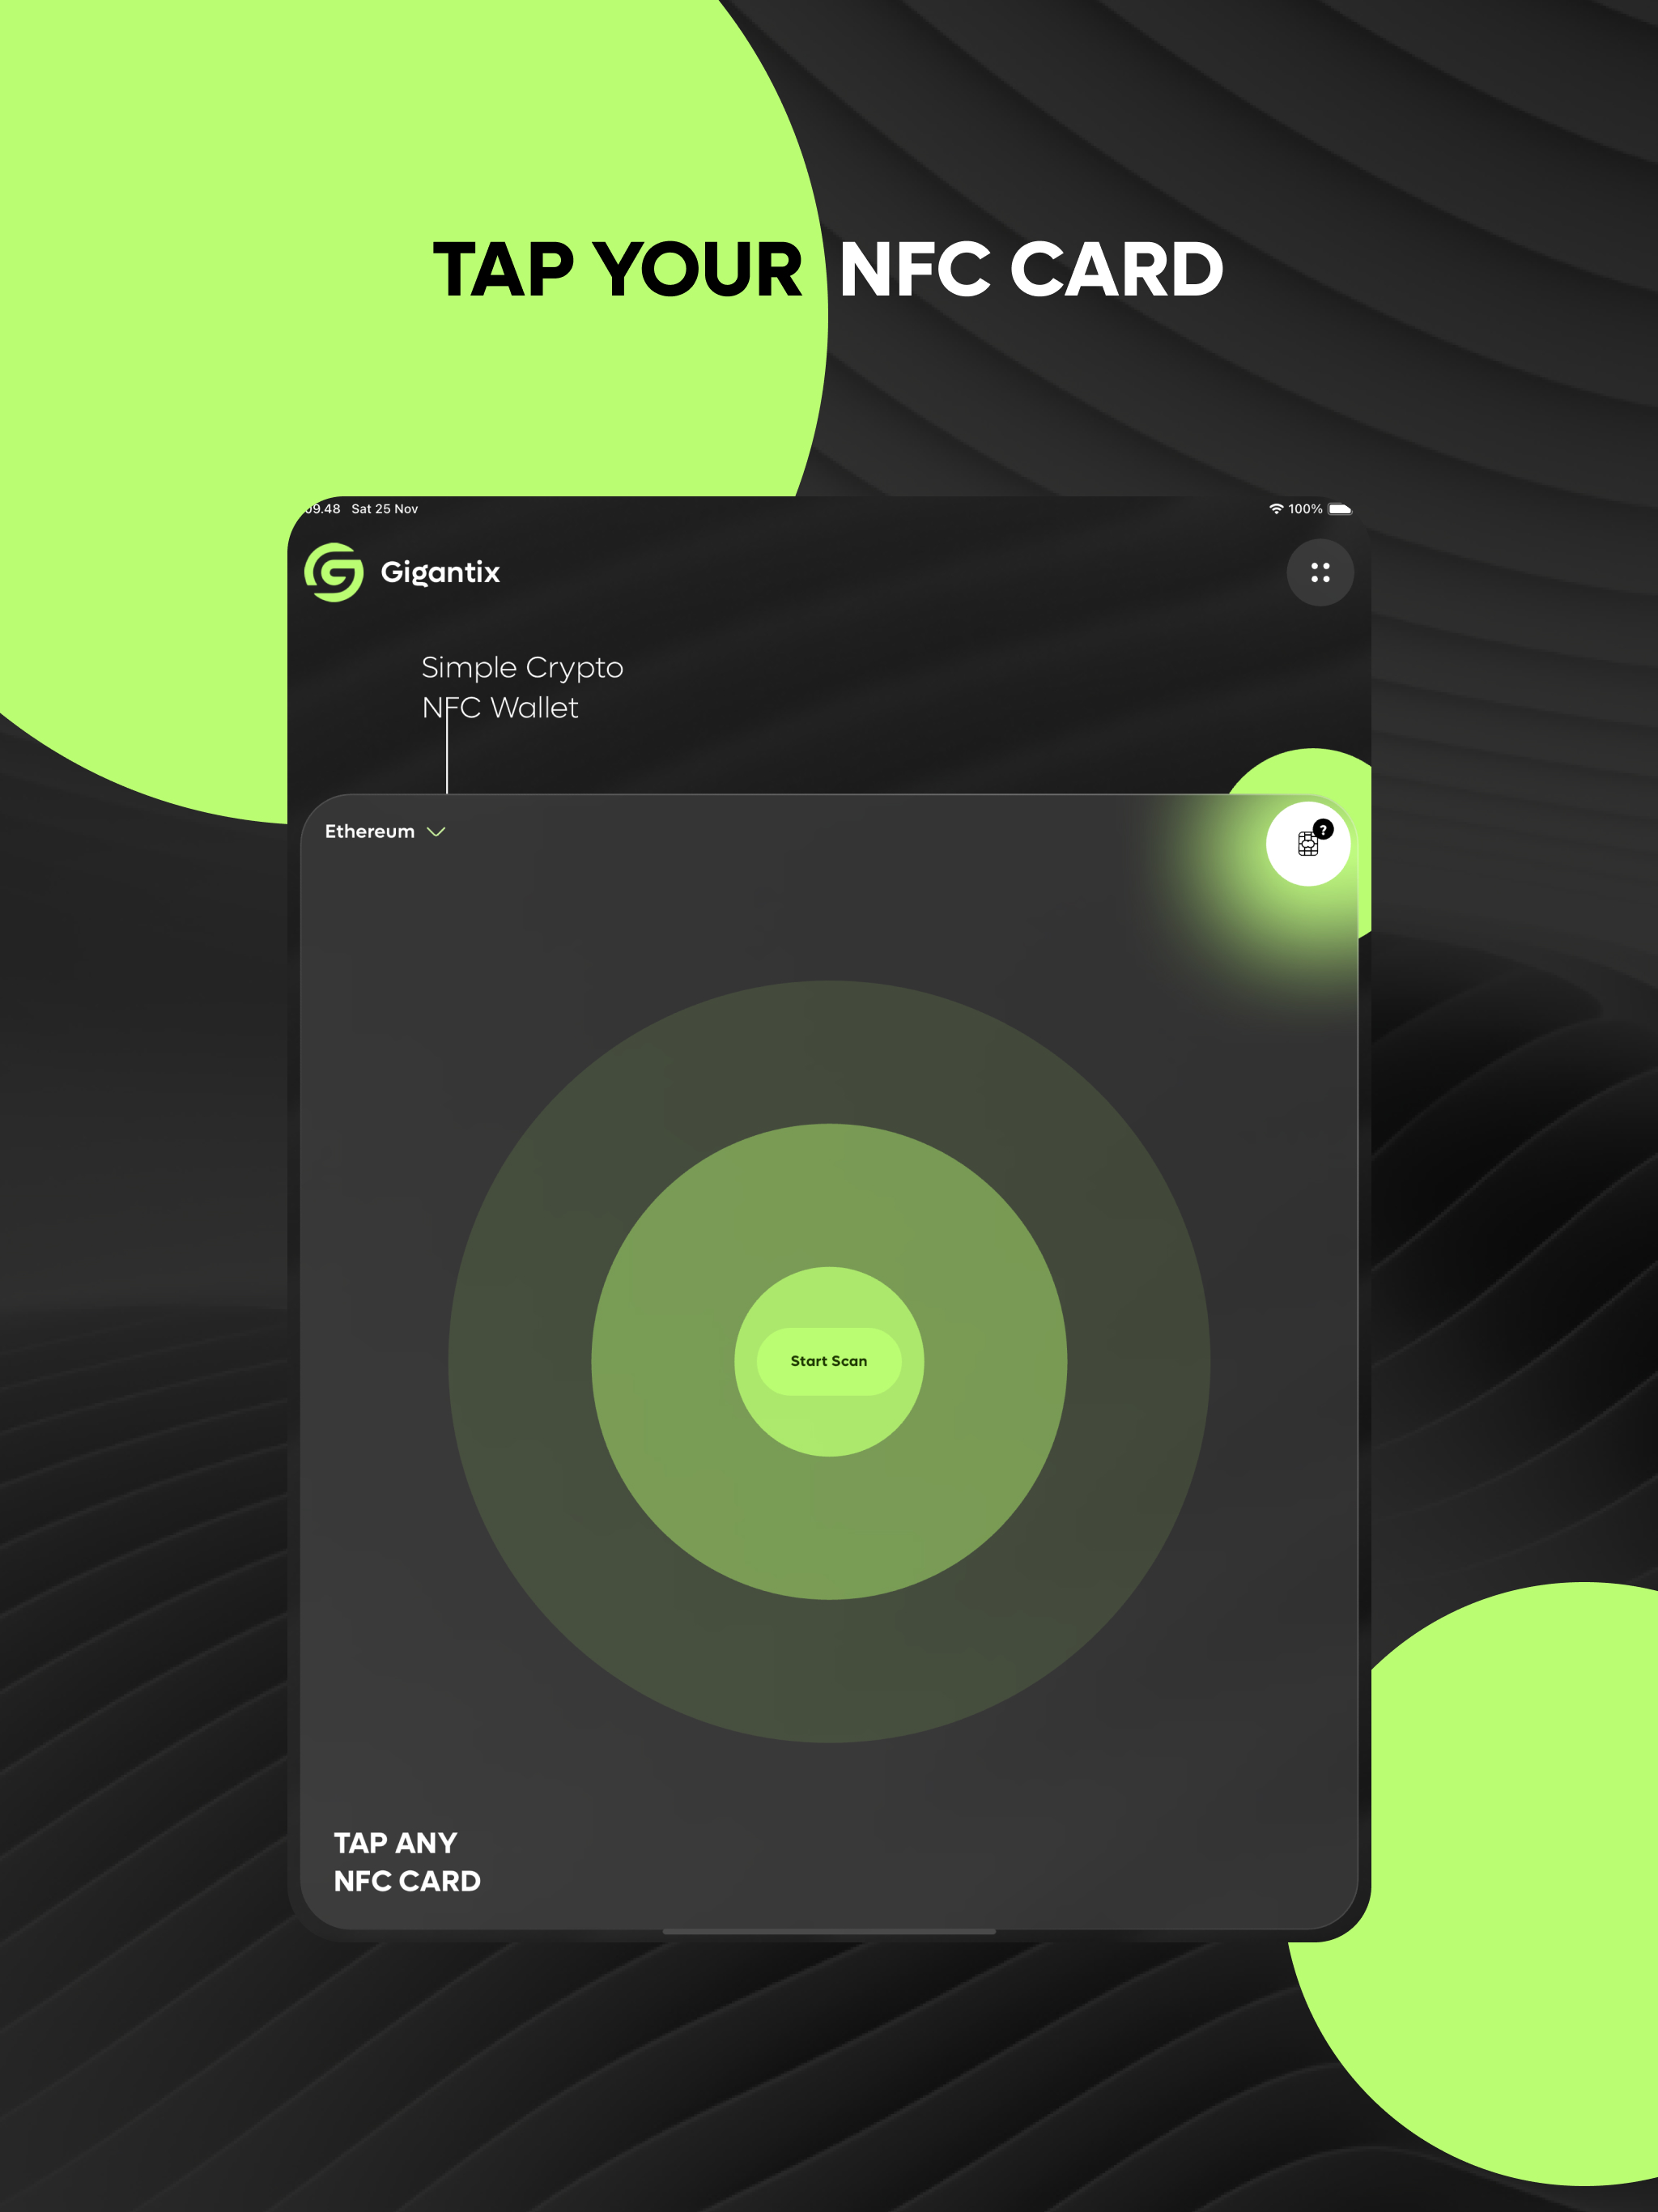 TAP YOUR NFC CARD
09.48 Sat 25 Nov 100%
Gigantix
Simple Crypto
NFC Wallet
Ethereum
?
Start Scan
TAP ANY
NFC CARD